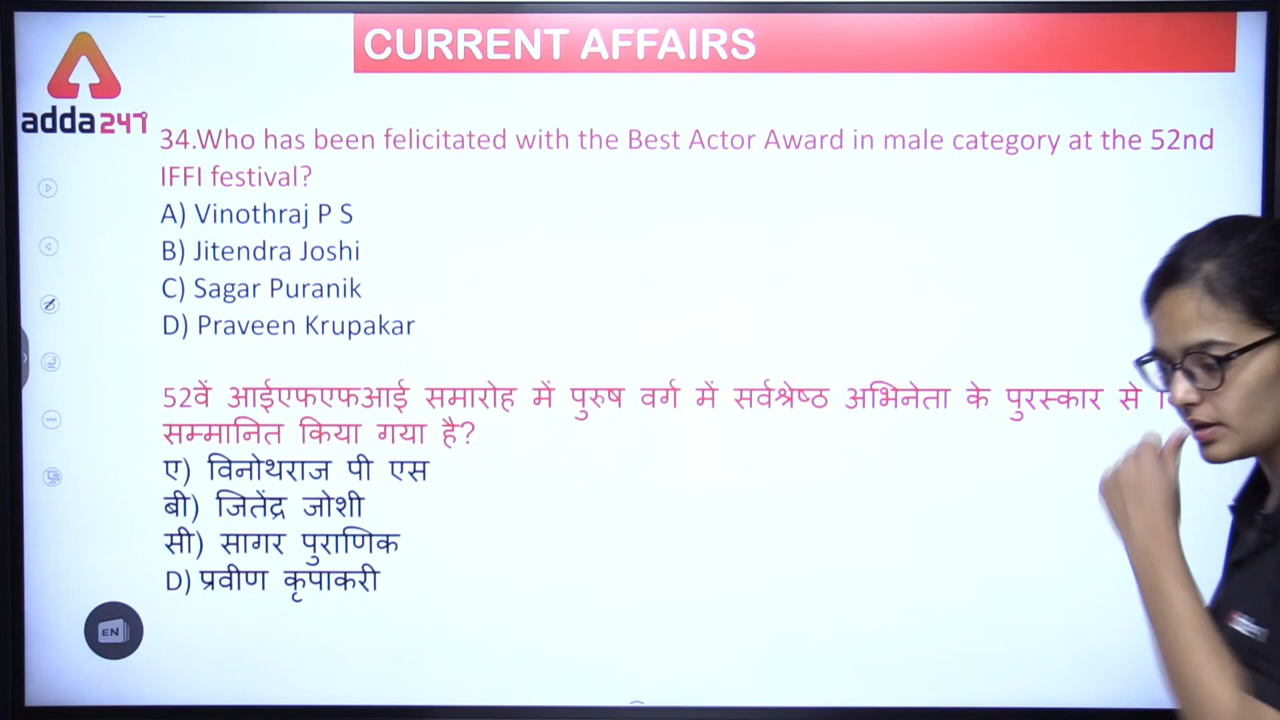 CURRENT AFFAIRS
adda247
34.Who has been felicitated with the Best Actor Award in male category at the 52nd
IFFI festival?
A) Vinothraj P S
B) Jitendra Joshi
C) Sagar Puranik
D) Praveen Krupakar
52वें आईएफएफआई समारोह में पुरुष वर्ग में सर्वश्रेष्ठ अभिनेता के पुरस्कार से
सम्मानित किया गया है?
ए) विनोथराज पी एस
बी) जितेंद्र जोशी
सी) सागर पुराणिक
D) प्रवीण कृपाकरी
EN